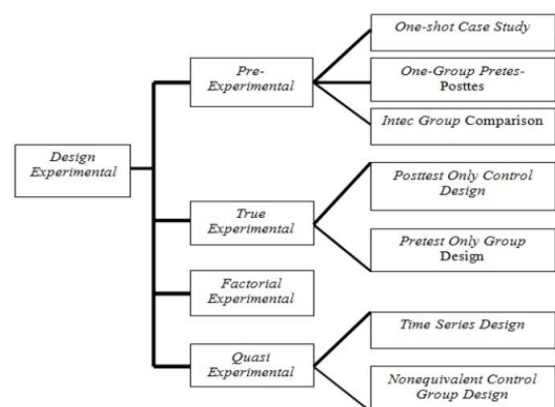 One-shot Case Study
Pre-
Experimental
One-Group Pretes-
Posttes
Intec Group Comparison
Design
Experimental
Posttest Only Control
Design
True
Experimental
Pretest Only Group
Design
Factorial
Experimental
Time Series Design
Quasi
Experimental
Nonequivalent Control
Group Design